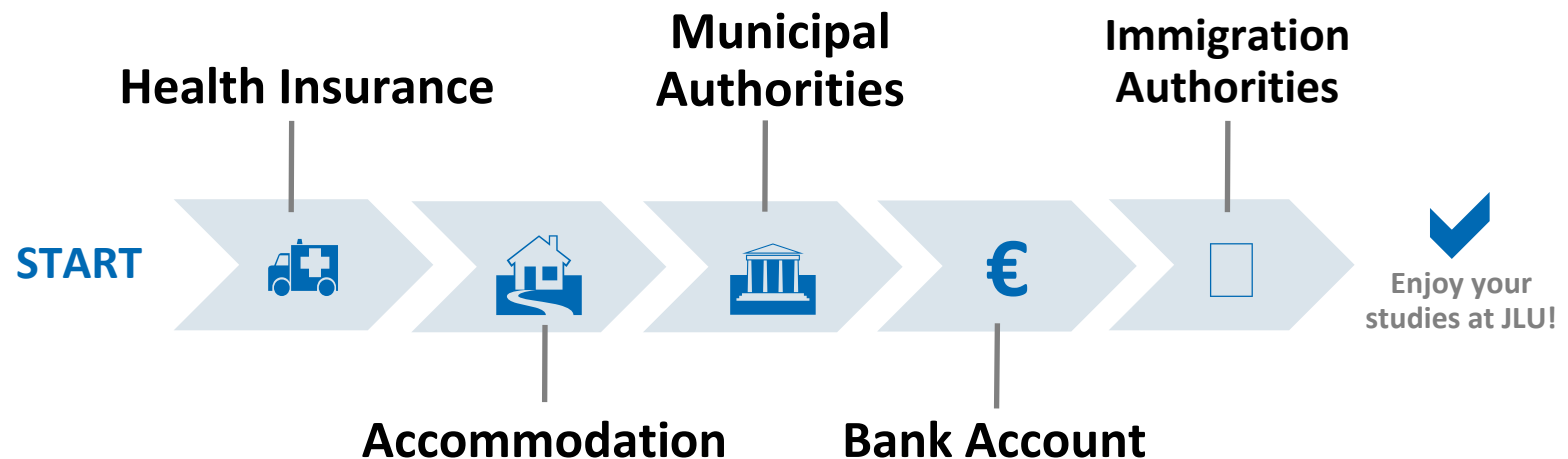 START
Health Insurance
Accommodation
Municipal
Authorities
€
Bank Account
Immigration
Authorities
Enjoy your
studies at JLU!